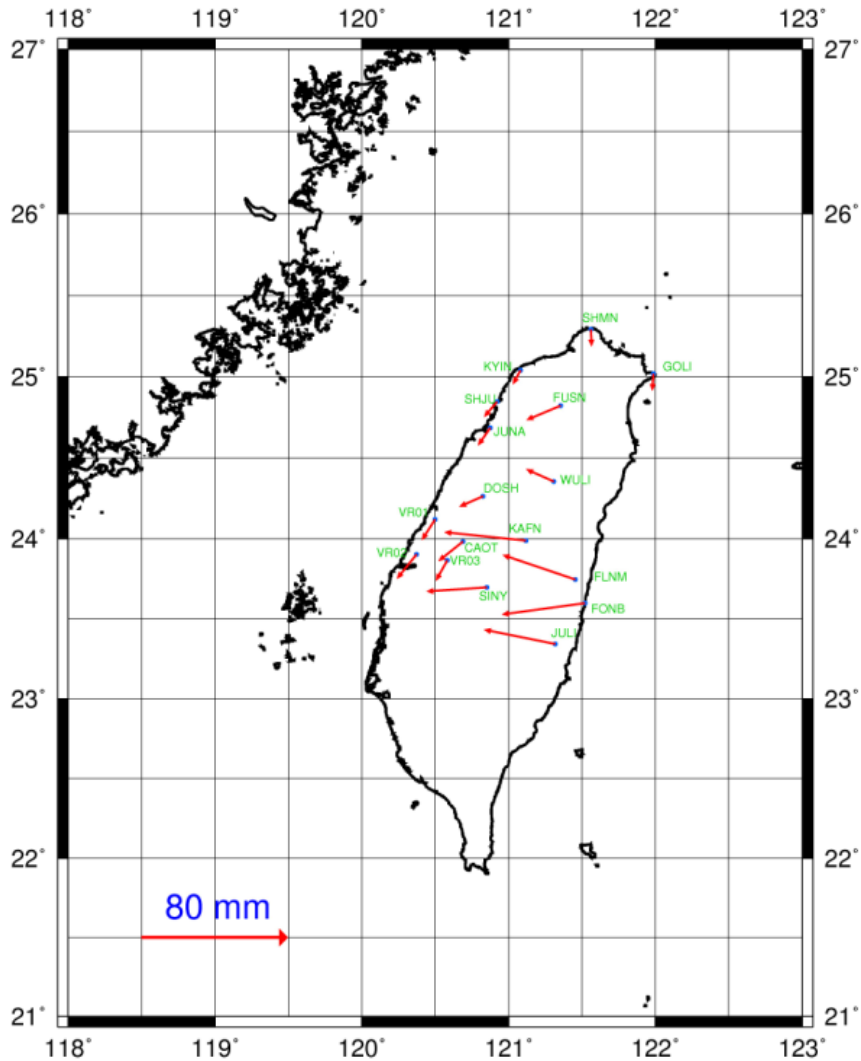 118° 119° 120° 121° 122° 123°
27° 27°
26° 26°
SHMN
KYIN GOLI
25° 25°
SHJU FUSN
JUNA
WULI
DOSH
VR01 KAFN
24° 24°
VR02 CAOT
VR03
FLNM
SINY
FONB
JULI
23° 23°
22° 22°
80 mm
21° 21°
118° 119° 120° 121° 122° 123°